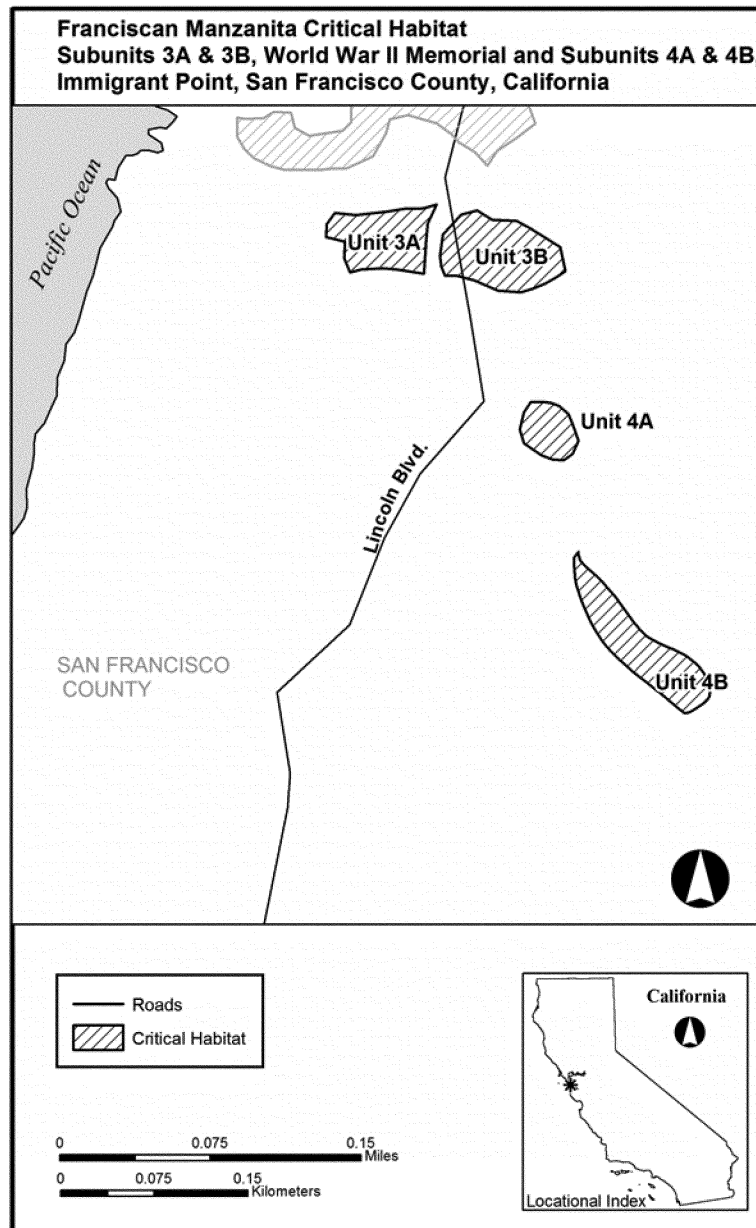 Franciscan Manzanita Critical Habitat
Subunits 3A & 3B, World War II Memorial and Subunits 4A & 4B,
Immigrant Point, San Francisco County, California
Pacific Ocean
Unit 3A
Unit 3B
Unit 4A
Lincoln Blvd.
SAN FRANCISCO
COUNTY
Unit 4B
Roads
Critical Habitat
California
0 0.075 0.15
Miles
0 0.075 0.15
Kilometers
Locational Index